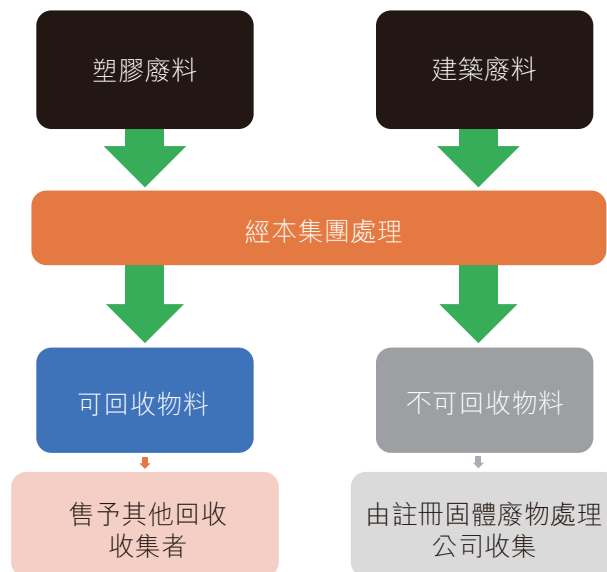 塑膠廢料
建築廢料
經本集團處理
可回收物料
不可回收物料
售予其他回收
收集者
由註冊固體廢物處理
公司收集